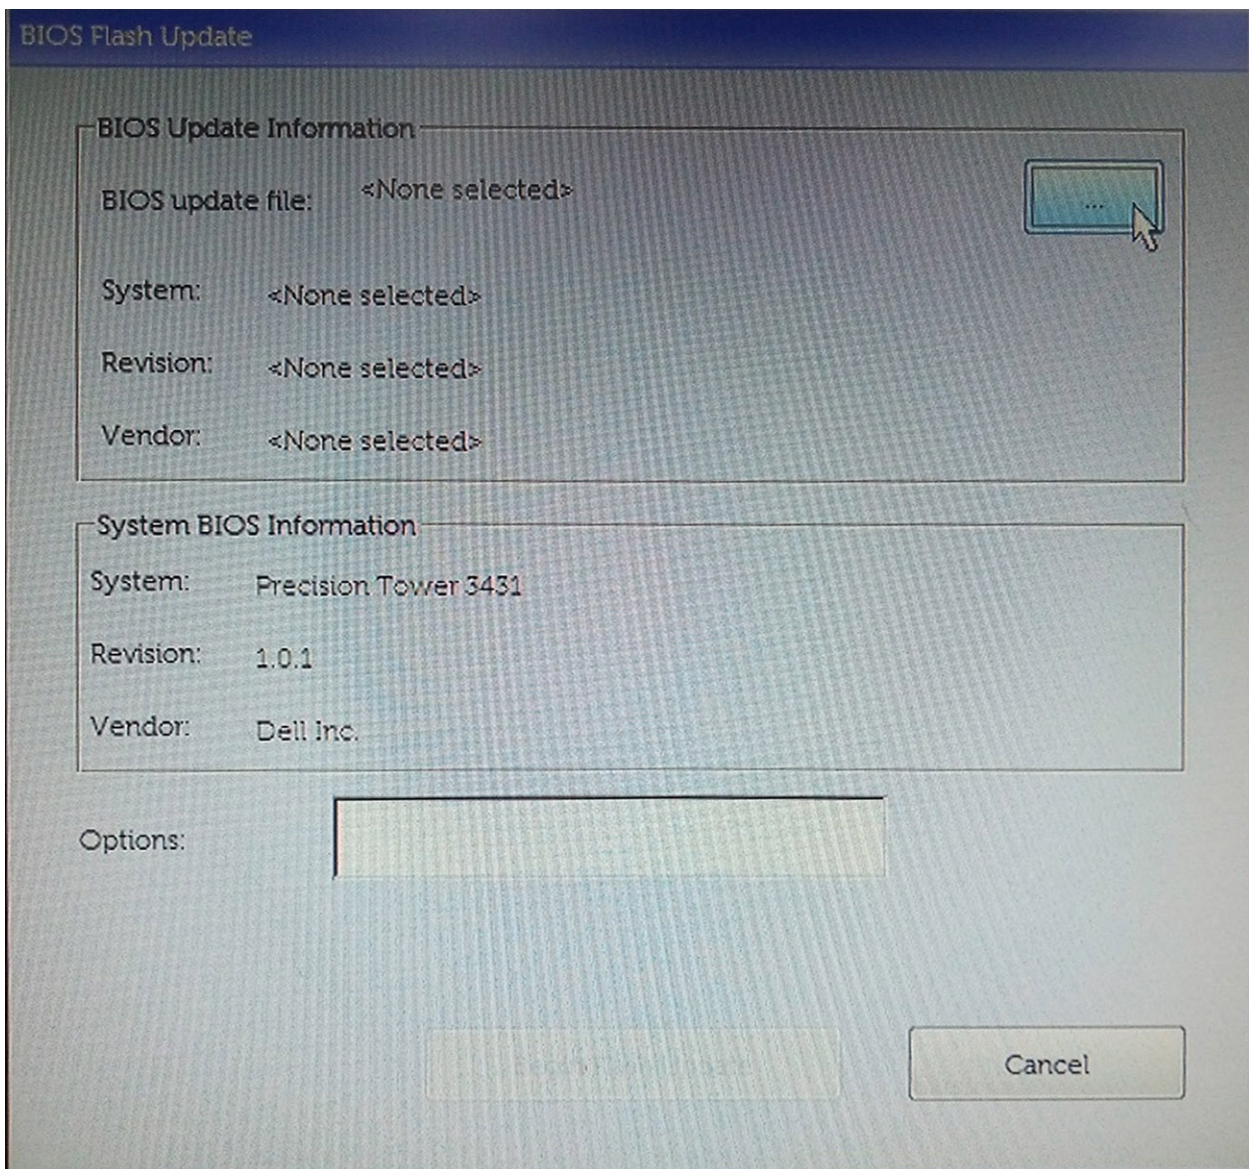 BIOS Flash Update
BIOS Update Information
BIOS update file: <None selected>
...
System: <None selected>
Revision: <None selected>
Vendor: <None selected>
System BIOS Information
System: Precision Tower 3431
Revision: 1.0.1
Vendor: Dell Inc.
Options:
Cancel